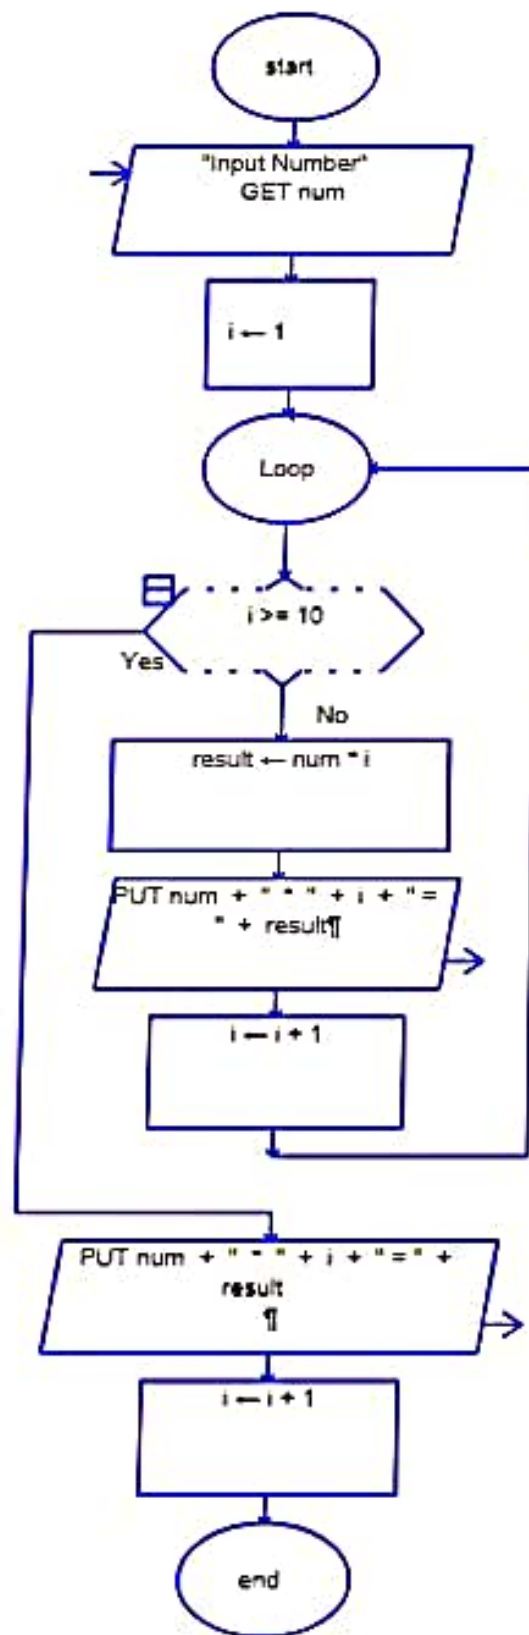 start
"Input Number"
GET num
i ← 1
Loop
i >= 10
Yes
No
result ← num * i
PUT num + " * " + i + " =
" + result¶
i ← i + 1
PUT num + " * " + i + " = " +
result
¶
i ← i + 1
end